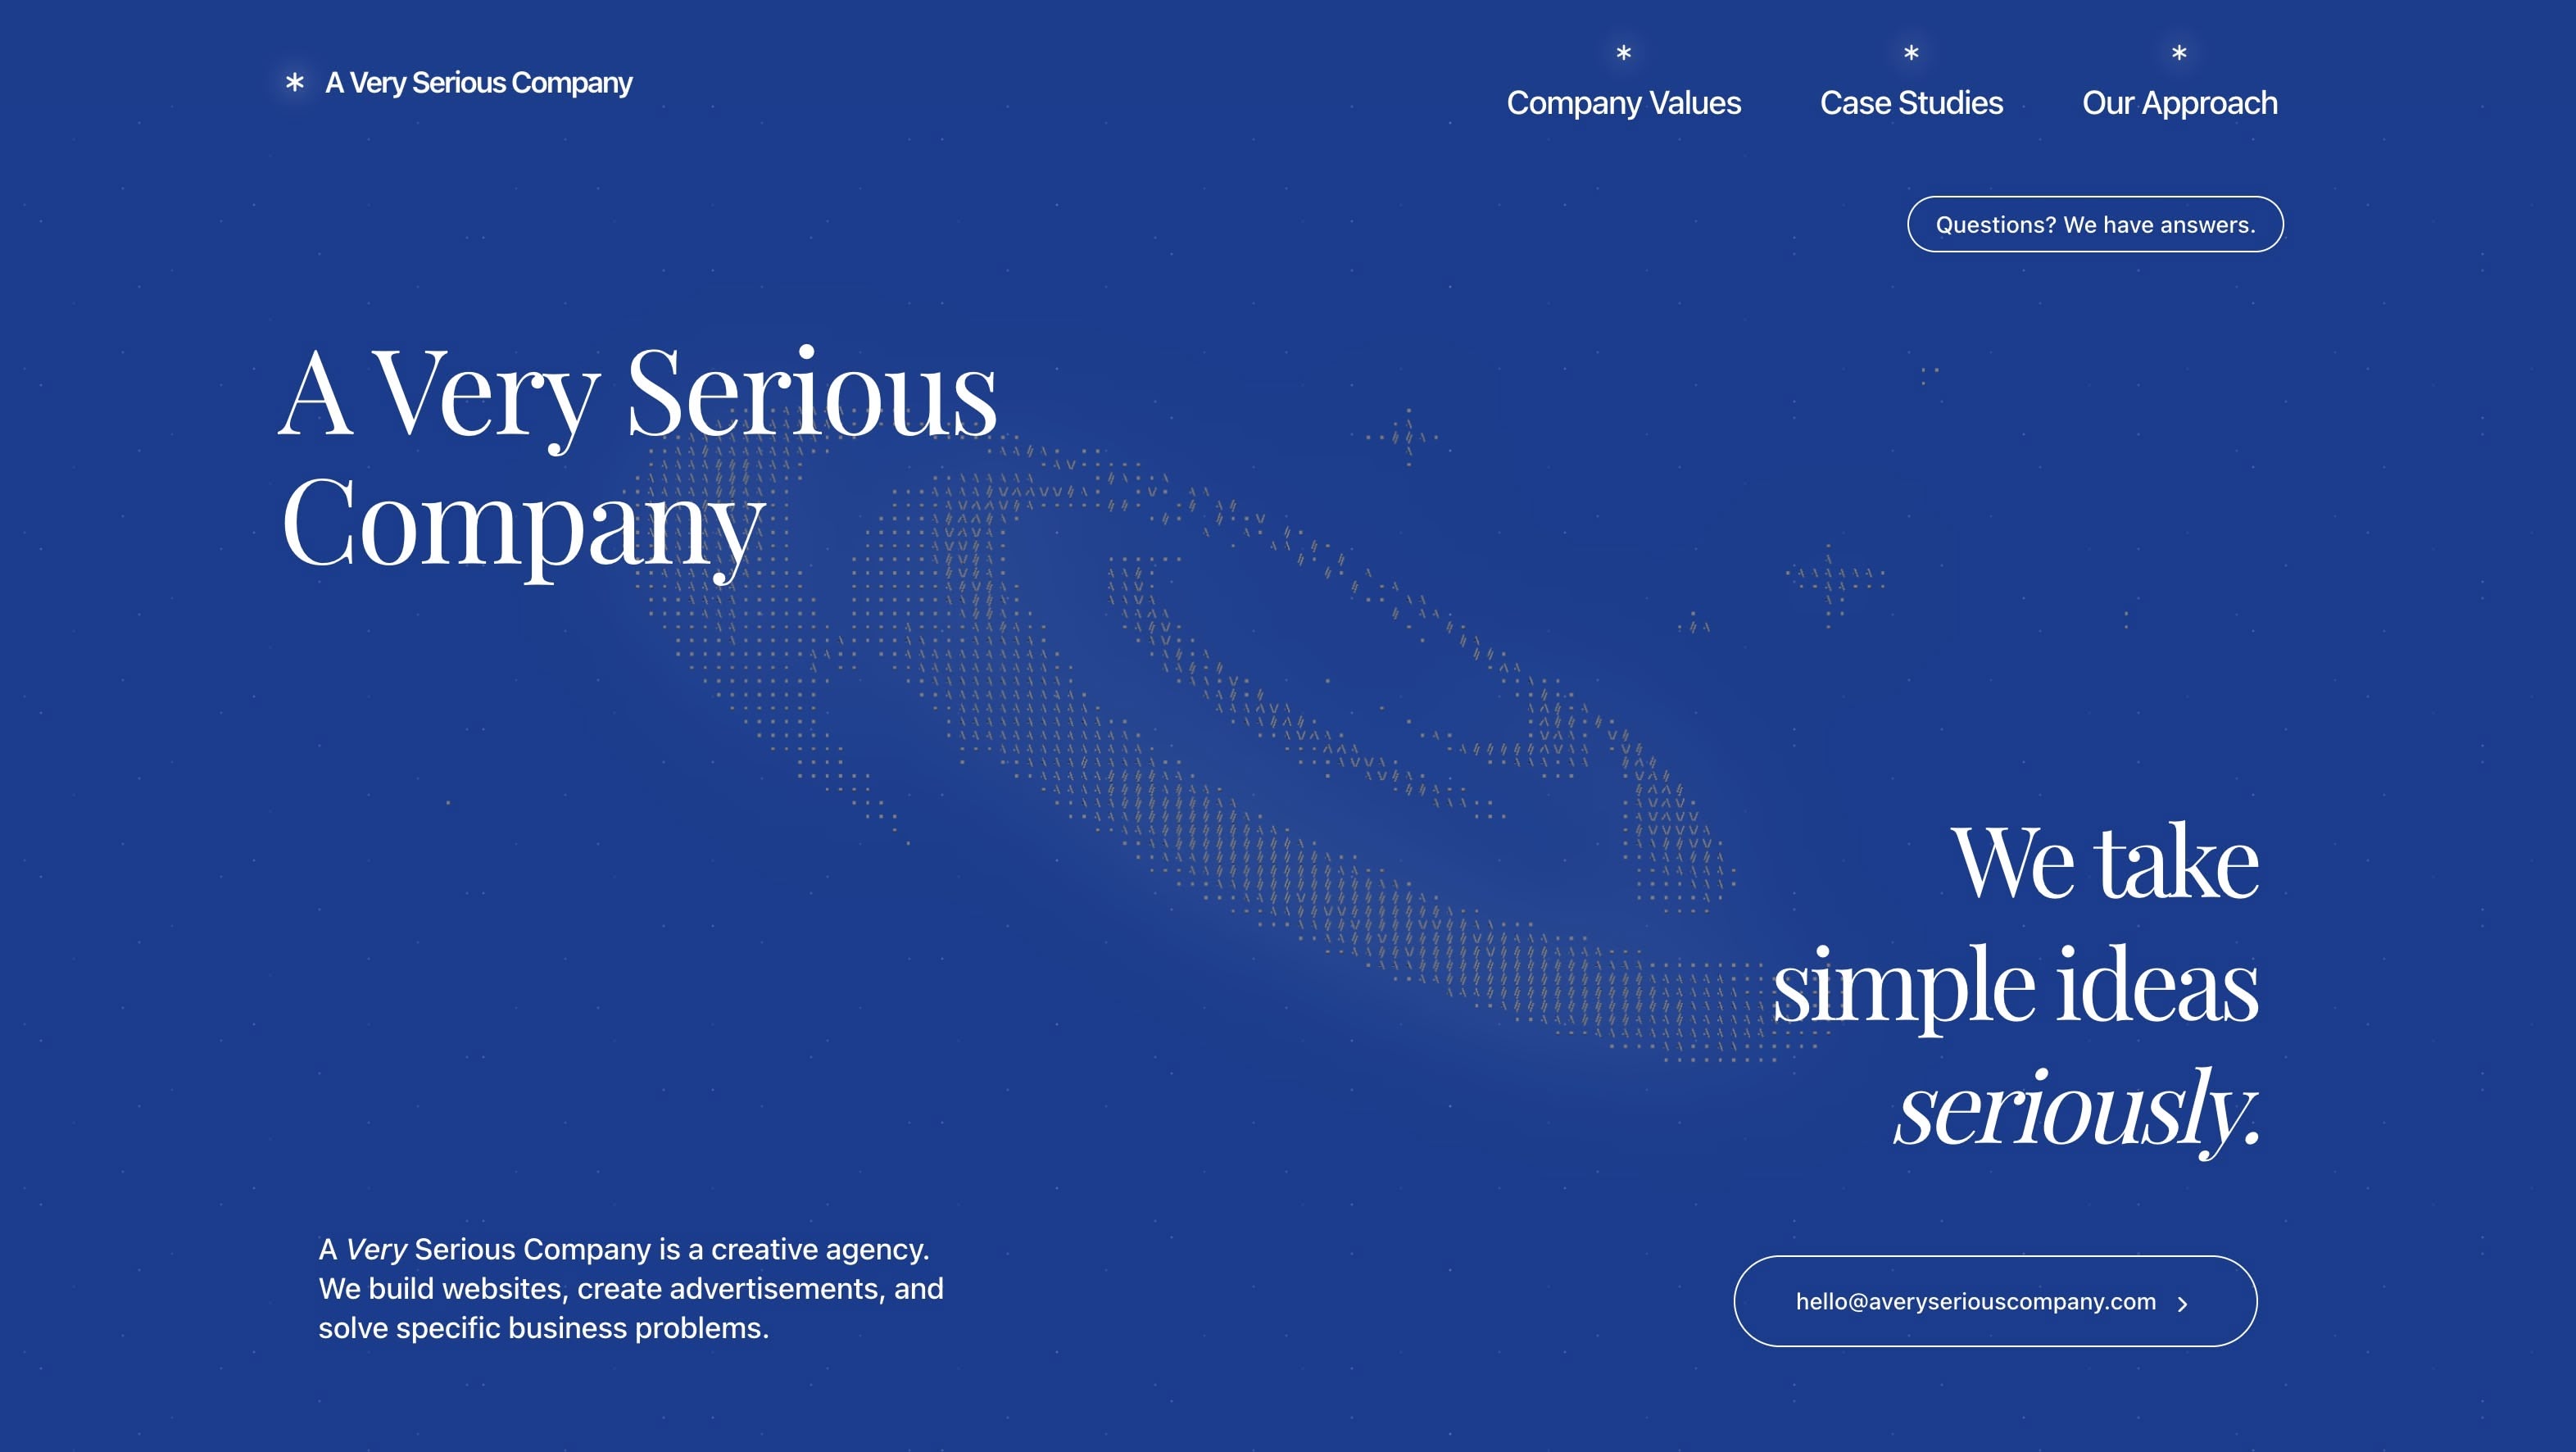 * A Very Serious Company
* * *
Company Values Case Studies Our Approach
Questions? We have answers.
A Very Serious
Company
We take
simple ideas
seriously.
A Very Serious Company is a creative agency.
We build websites, create advertisements, and
solve specific business problems.
hello@averyseriouscompany.com >